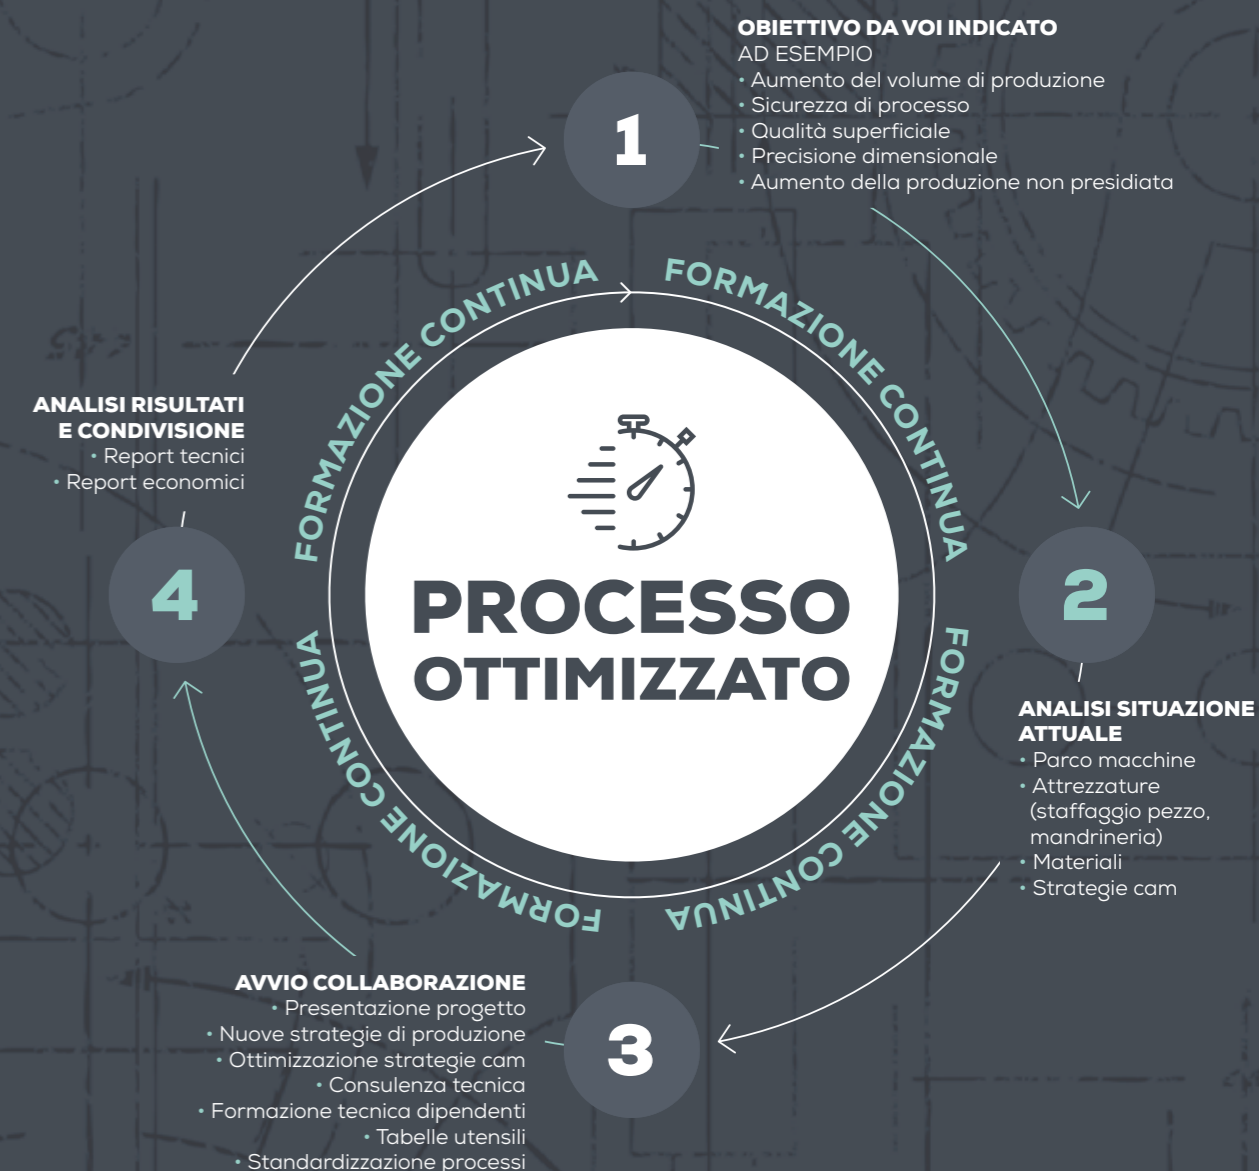 1
OBIETTIVO DA VOI INDICATO
AD ESEMPIO
• Aumento del volume di produzione
• Sicurezza di processo
• Qualità superficiale
• Precisione dimensionale
• Aumento della produzione non presidiata
FORMAZIONE CONTINUA
FORMAZIONE CONTINUA
FORMAZIONE CONTINUA
FORMAZIONE CONTINUA
PROCESSO
OTTIMIZZATO
2
ANALISI SITUAZIONE
ATTUALE
• Parco macchine
• Attrezzature
(staffaggio pezzo,
mandrineria)
• Materiali
• Strategie cam
3
AVVIO COLLABORAZIONE
• Presentazione progetto
• Nuove strategie di produzione
• Ottimizzazione strategie cam
• Consulenza tecnica
• Formazione tecnica dipendenti
• Tabelle utensili
• Standardizzazione processi
4
ANALISI RISULTATI
E CONDIVISIONE
• Report tecnici
• Report economici